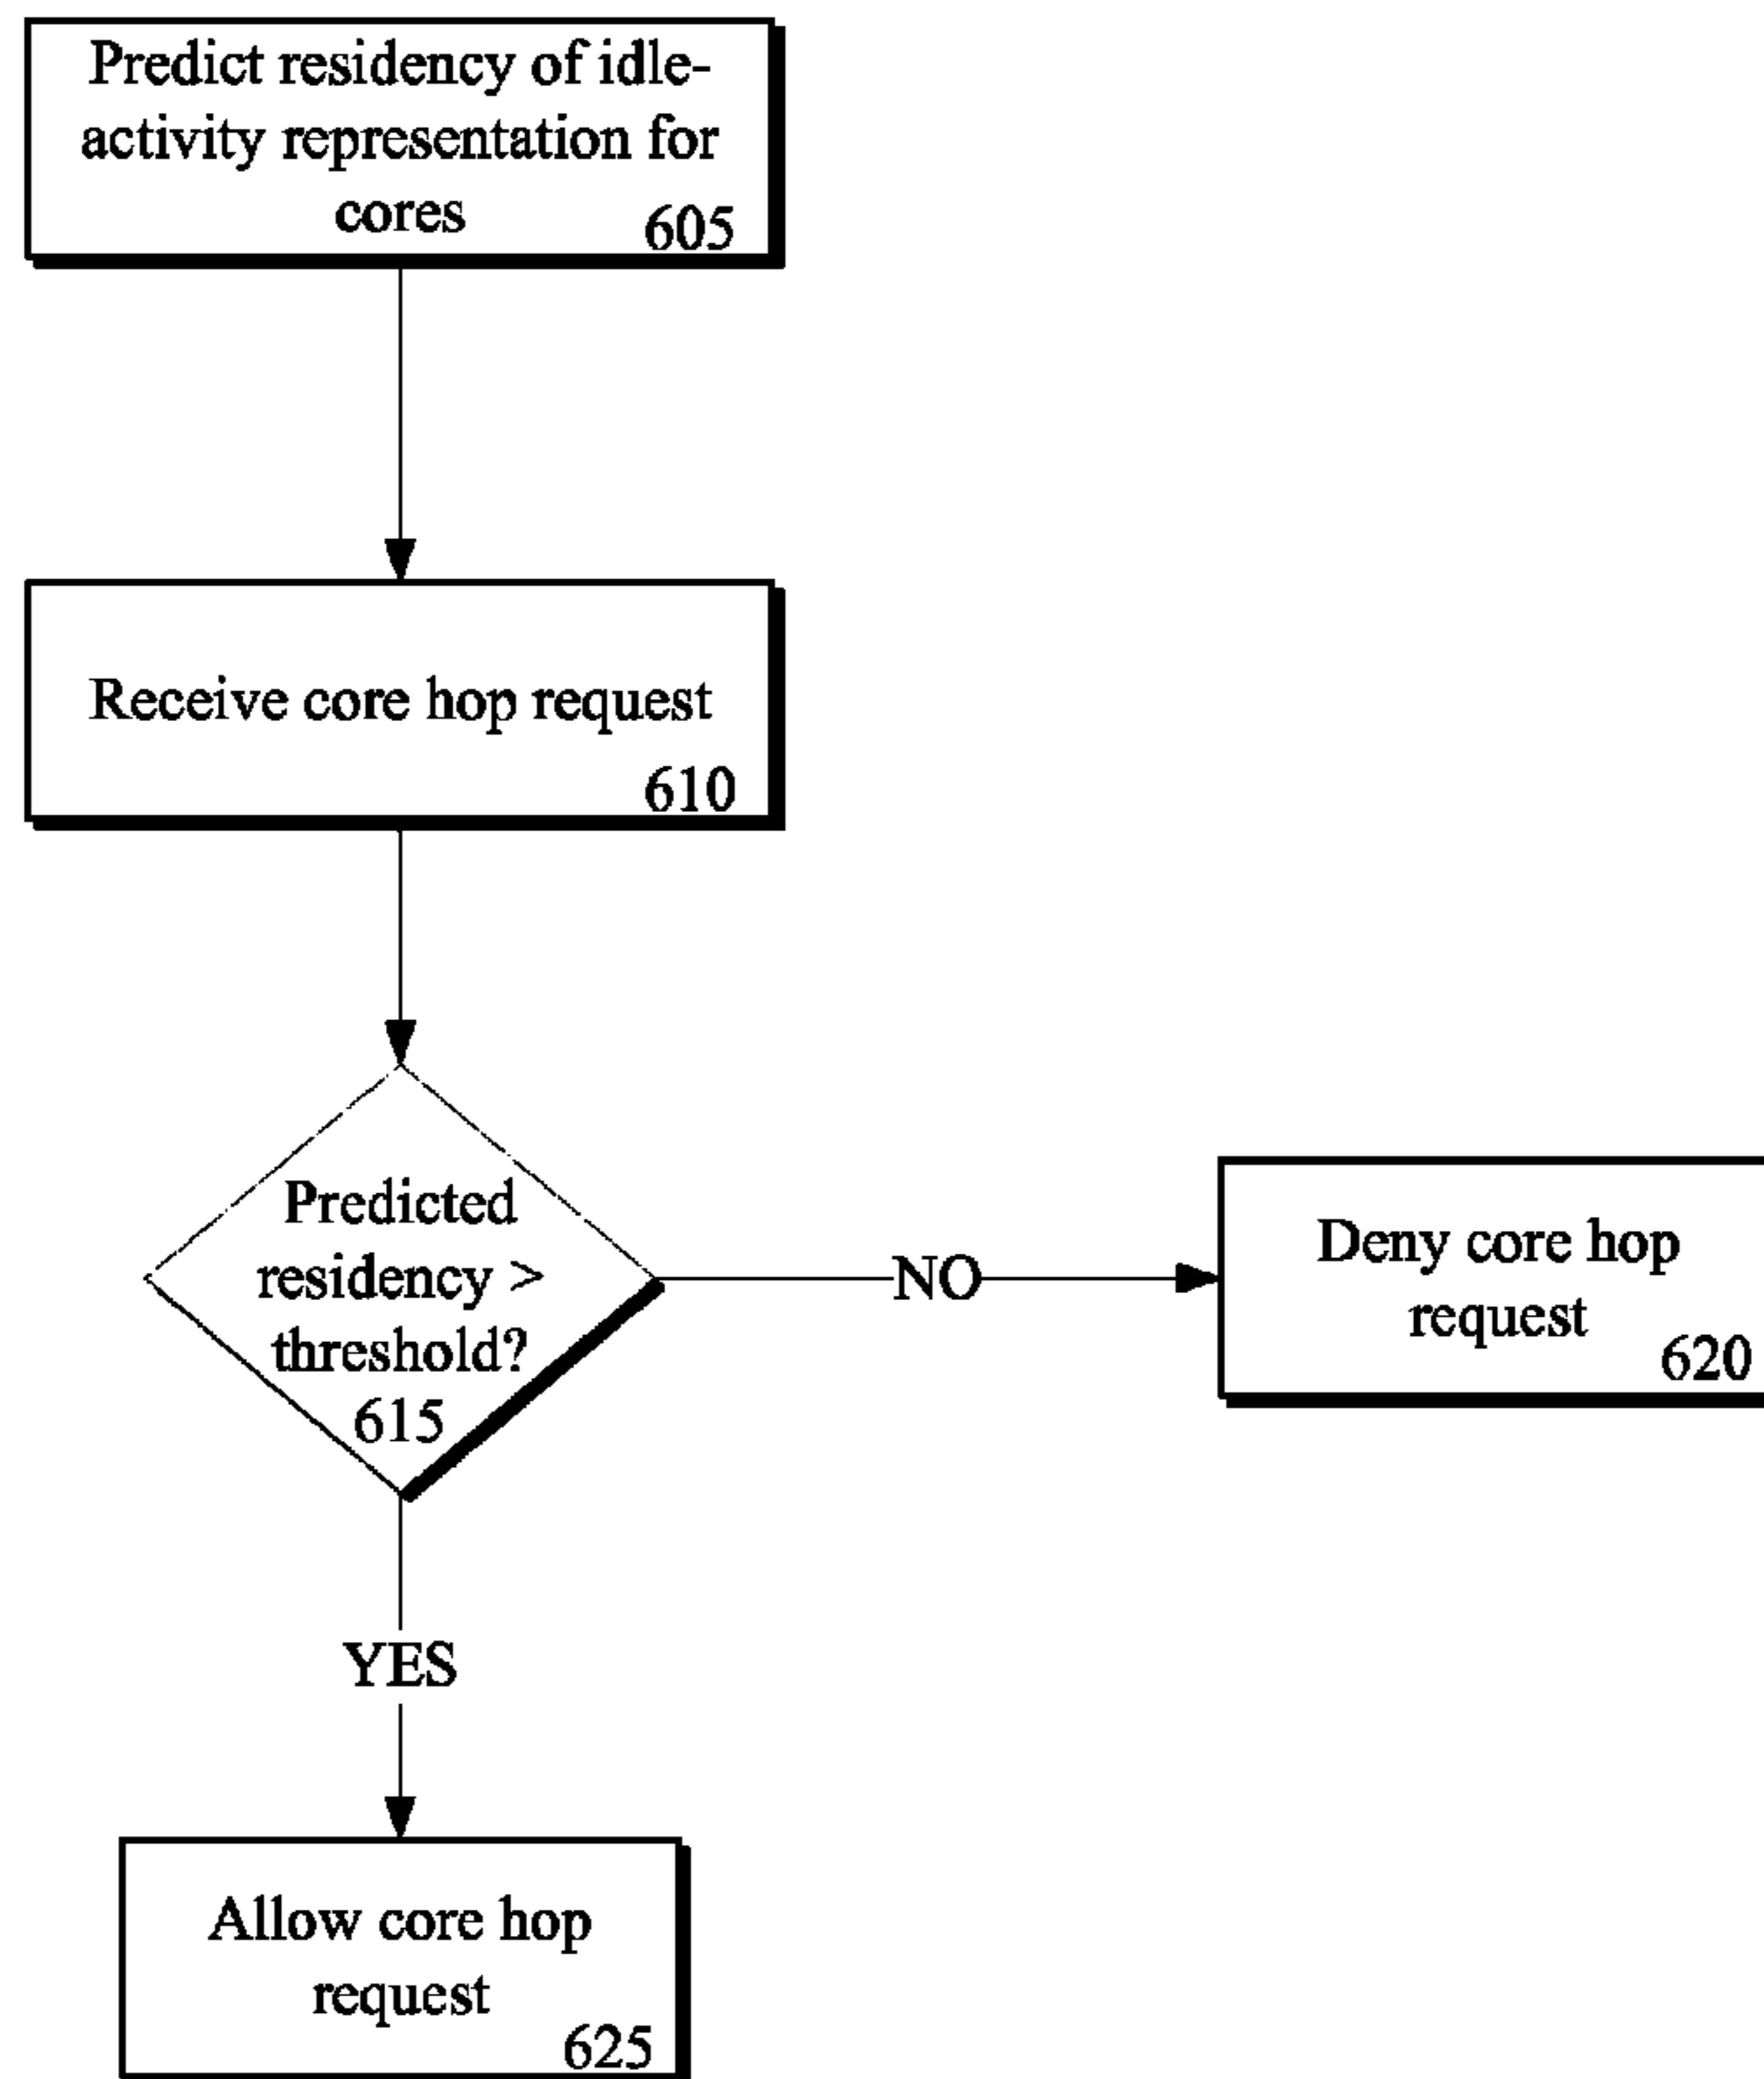 Predict residency of idle-
activity representation for
cores
605
Receive core hop request
610
Predicted
residency >
threshold?
615
NO
Deny core hop
request
620
YES
Allow core hop
request
625